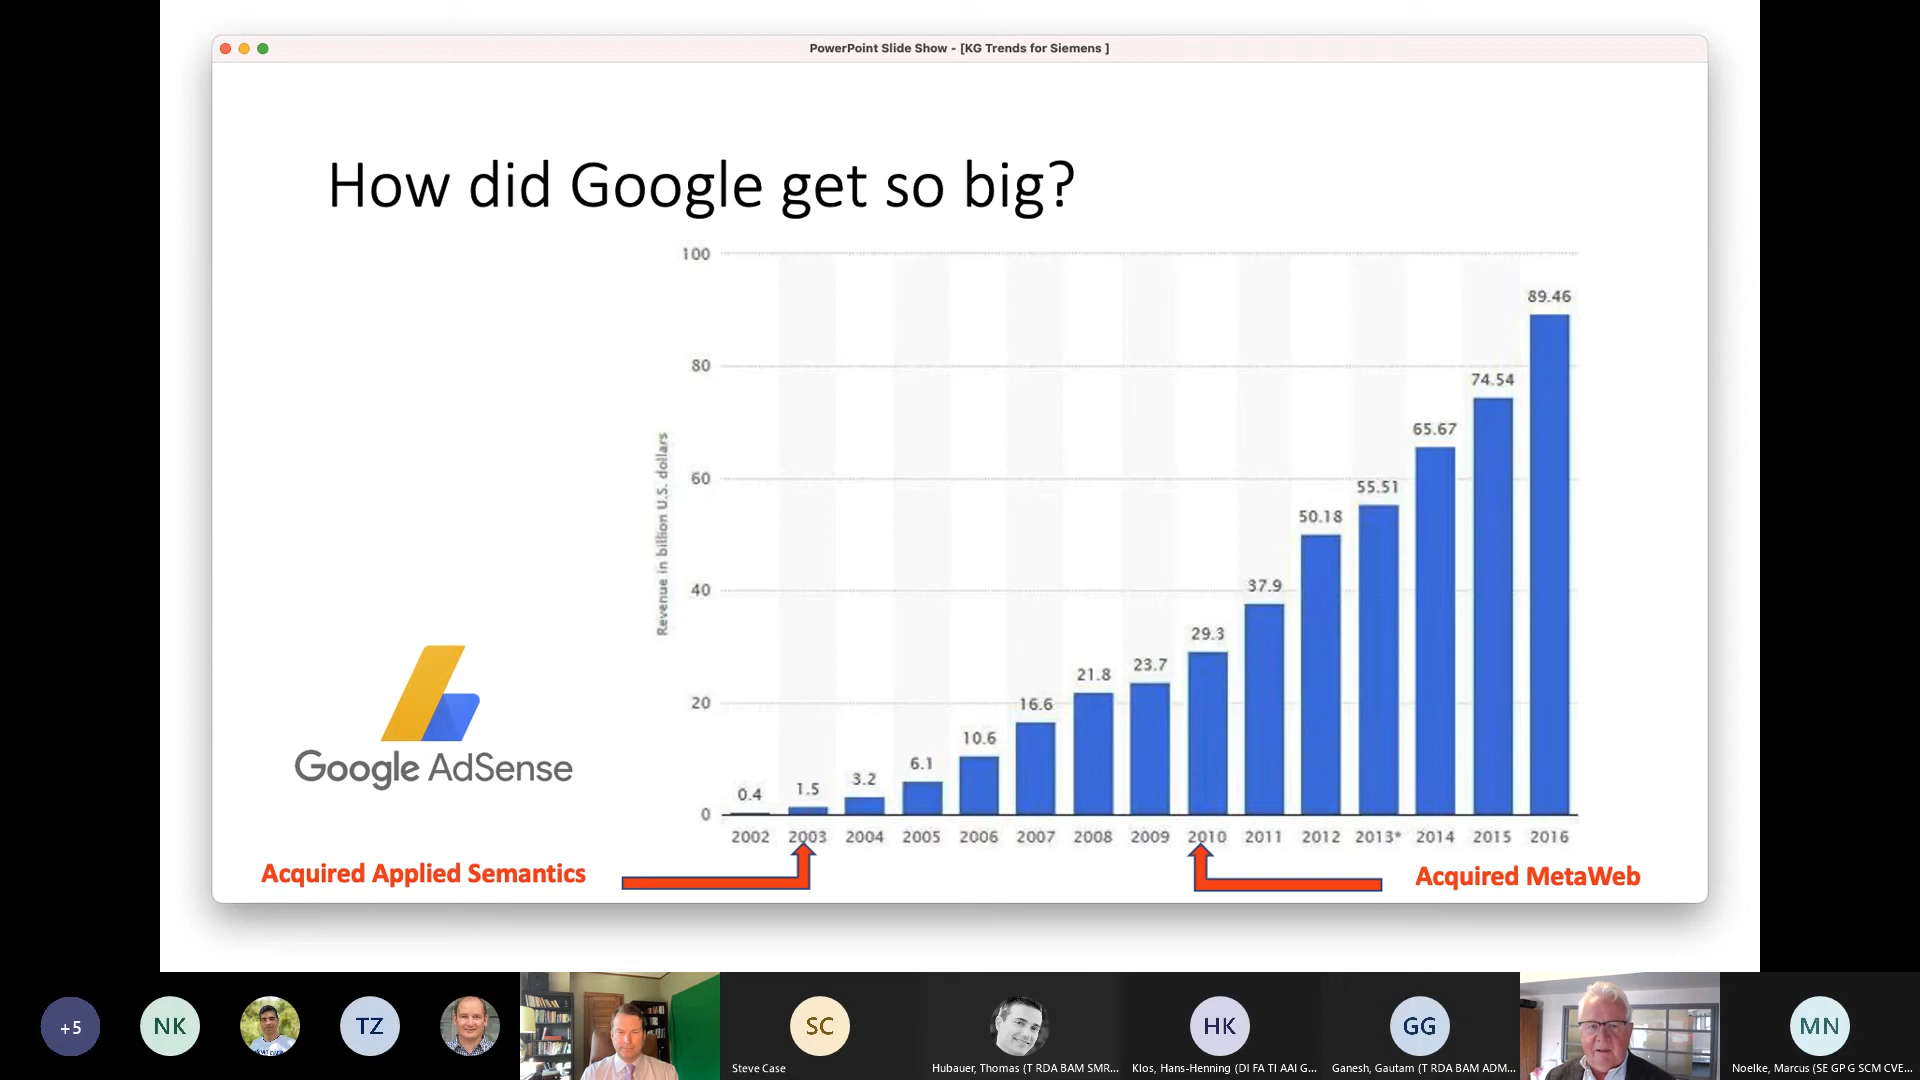 PowerPoint Slide Show - [KG Trends for Siemens ]
How did Google get so big?
Revenue in billion U.S. dollars
100
80
60
40
20
0
0.4
1.5
3.2
6.1
10.6
16.6
21.8
23.7
29.3
37.9
50.18
55.51
65.67
74.54
89.46
2002 2003 2004 2005 2006 2007 2008 2009 2010 2011 2012 2013* 2014 2015 2016
Google AdSense
Acquired Applied Semantics
Acquired MetaWeb
+5
NK
TZ
SC
HK
GG
MN
Steve Case
Hubauer, Thomas (T RDA BAM SMR...
Klos, Hans-Henning (DI FA TI AAI G...
Ganesh, Gautam (T RDA BAM ADM...
Noelke, Marcus (SE GP G SCM CVE...